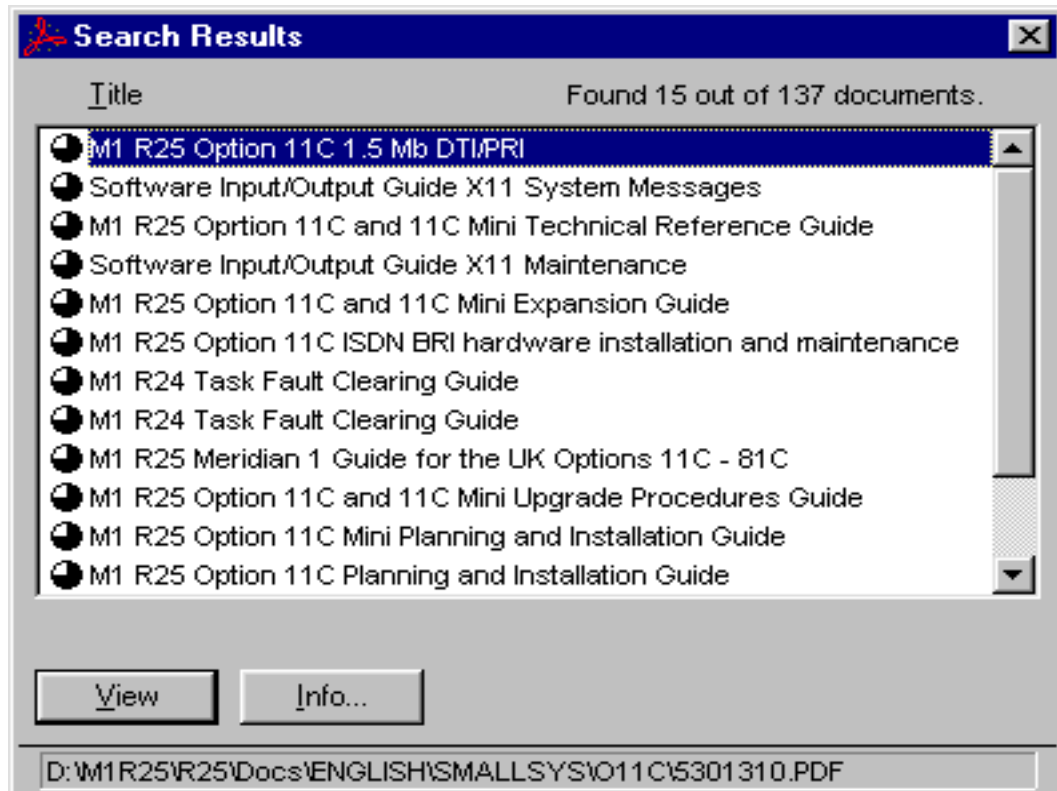 Search Results
Title Found 15 out of 137 documents.
M1 R25 Option 11C 1.5 Mb DTI/PRI
Software Input/Output Guide X11 System Messages
M1 R25 Oprtion 11C and 11C Mini Technical Reference Guide
Software Input/Output Guide X11 Maintenance
M1 R25 Option 11C and 11C Mini Expansion Guide
M1 R25 Option 11C ISDN BRI hardware installation and maintenance
M1 R24 Task Fault Clearing Guide
M1 R24 Task Fault Clearing Guide
M1 R25 Meridian 1 Guide for the UK Options 11C - 81C
M1 R25 Option 11C and 11C Mini Upgrade Procedures Guide
M1 R25 Option 11C Mini Planning and Installation Guide
M1 R25 Option 11C Planning and Installation Guide
View Info...
D:\M1R25\R25\Docs\ENGLISH\SMALLSYS\O11C\5301310.PDF